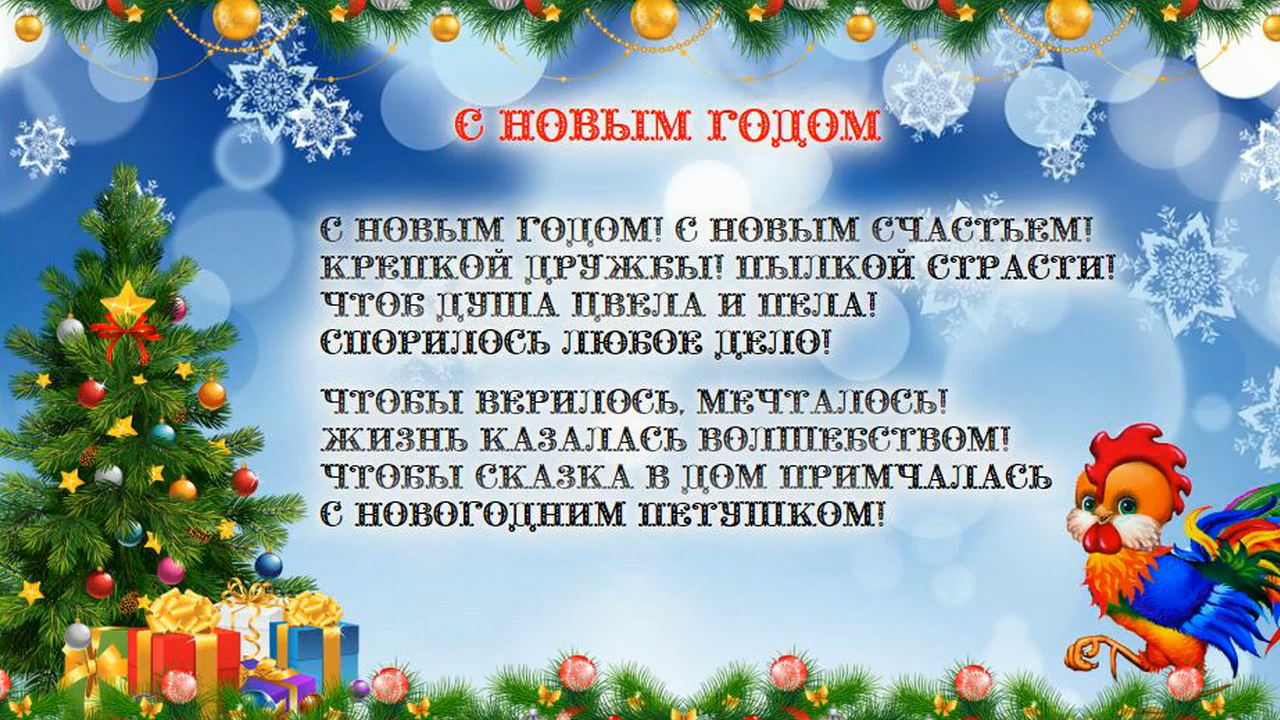 С НОВЫМ ГОДОМ
С НОВЫМ ГОДОМ! С НОВЫМ СЧАСТЬЕМ!
КРЕПКОЙ ДРУЖБЫ! ПЫЛКОЙ СТРАСТИ!
ЧТОБ ДУША ЦВЕЛА И ПЕЛА!
СПОРИЛОСЬ ЛЮБОЕ ДЕЛО!
ЧТОБЫ ВЕРИЛОСЬ, МЕЧТАЛОСЬ!
ЖИЗНЬ КАЗАЛАСЬ ВОЛШЕБСТВОМ!
ЧТОБЫ СКАЗКА В ДОМ ПРИМЧАЛАСЬ
С НОВОГОДНИМ ПЕТУШКОМ!